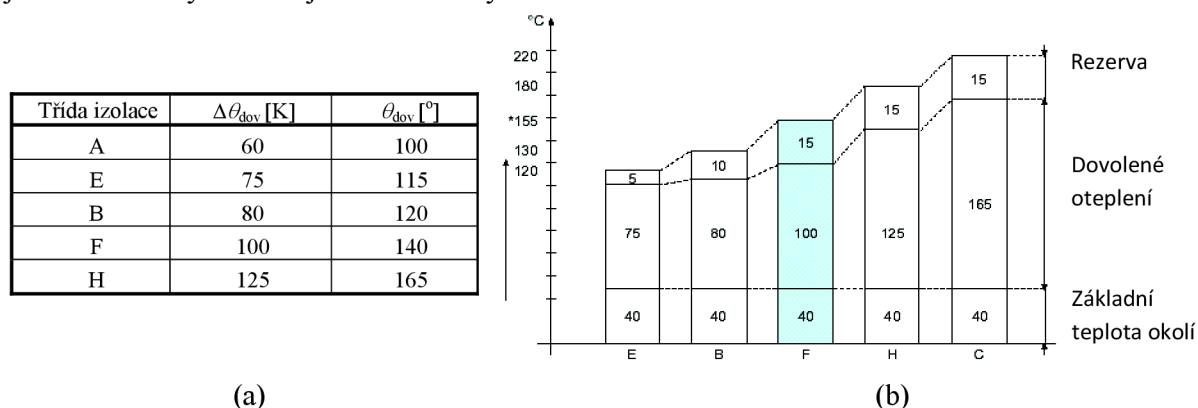 Třída izolace Δθdov [K] θdov [°]
A 60 100
E 75 115
B 80 120
F 100 140
H 125 165
(a)
°C
220
180
*155
130
120
5
75
40
E
10
80
40
B
15
100
40
F
15
125
40
H
15
165
40
C
Rezerva
Dovolené
oteplení
Základní
teplota okolí
(b)